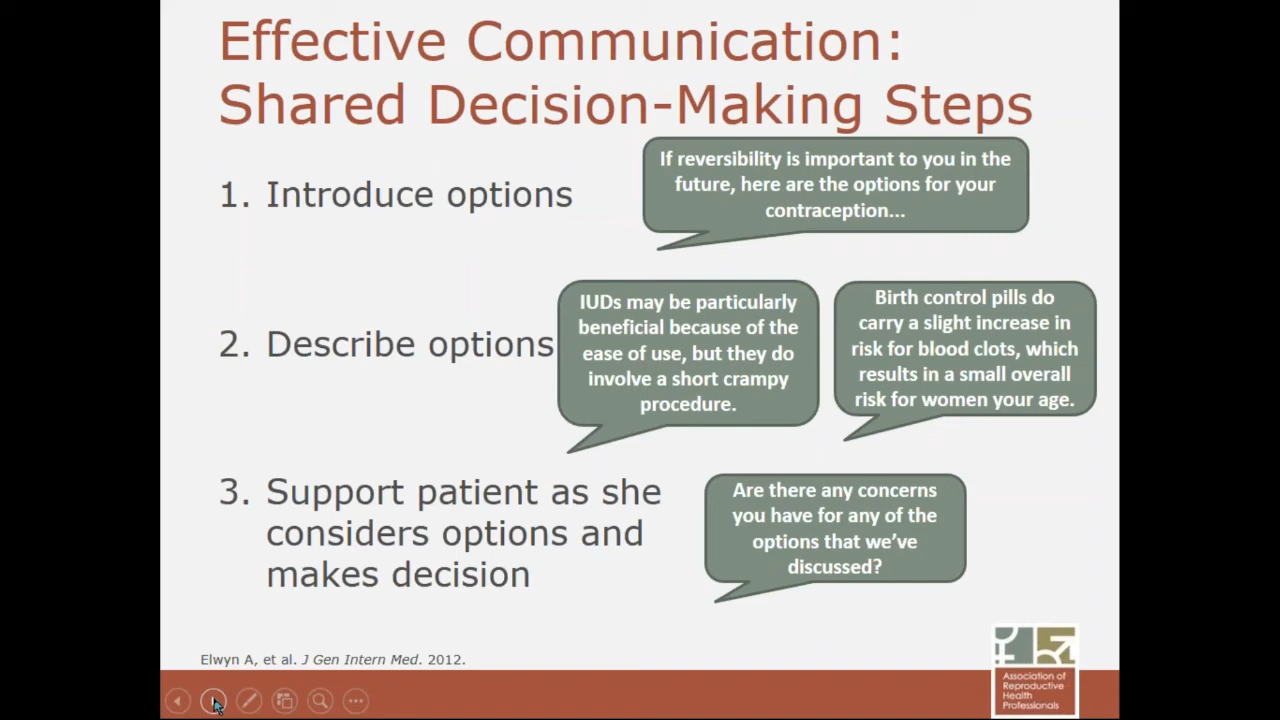 Effective Communication:
Shared Decision-Making Steps
1. Introduce options
If reversibility is important to you in the
future, here are the options for your
contraception...
2. Describe options
IUDs may be particularly
beneficial because of the
ease of use, but they do
involve a short crampy
procedure.
Birth control pills do
carry a slight increase in
risk for blood clots, which
results in a small overall
risk for women your age.
3. Support patient as she
considers options and
makes decision
Are there any concerns
you have for any of the
options that we've
discussed?
Elwyn A, et al. J Gen Intern Med. 2012.
Association of
Reproductive
Health
Professionals